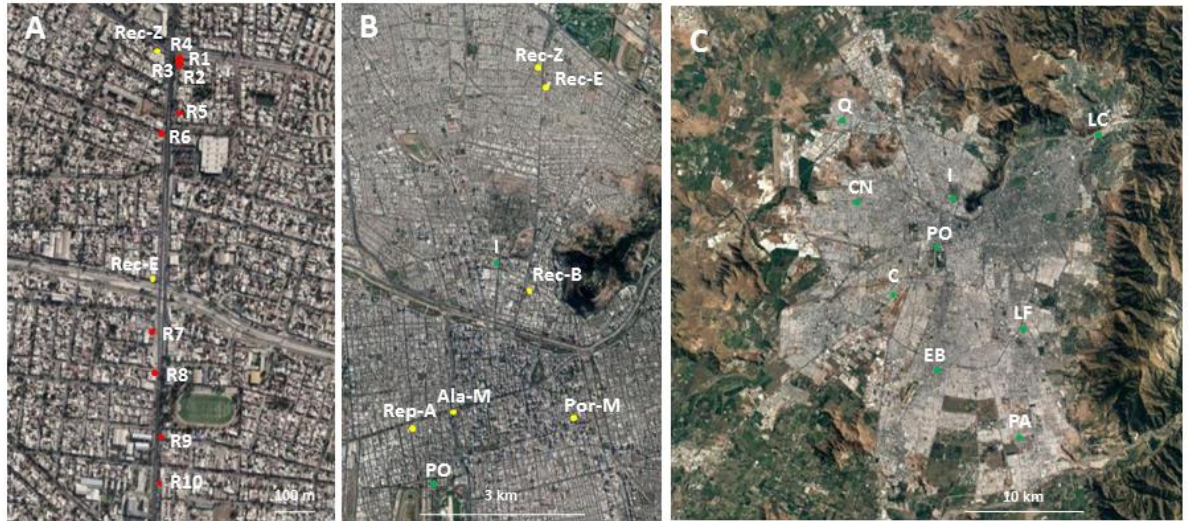 A
Rec-Z
R4
R1
R3
R2
R5
R6
Rec-E
R7
R8
R9
R10
100 m
B
Rec-Z
Rec-E
I
Rec-B
Ala-M
Rep-A
Por-M
PO
3 km
C
Q
LC
CN
I
PO
C
LF
EB
PA
10 km